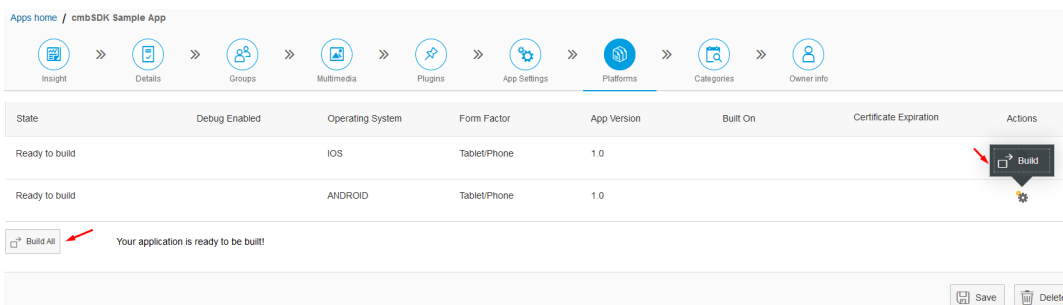 Apps home / cmbSDK Sample App
Insight Details Groups Multimedia Plugins App Settings Platforms Categories Owner info
State Debug Enabled Operating System Form Factor App Version Built On Certificate Expiration Actions
Ready to build IOS Tablet/Phone 1.0 Build
Ready to build ANDROID Tablet/Phone 1.0
Build All Your application is ready to be built!
Save Delete